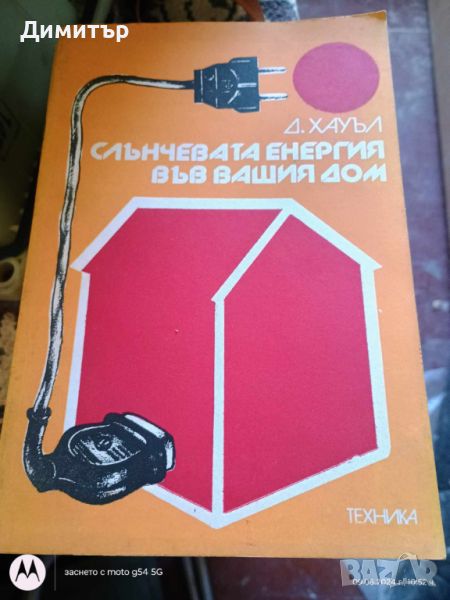 Димитър
Д. ХАУЪЛ
СЛЪНЧЕВАТА ЕНЕРГИЯ
ВЪВ ВАШИЯ ДОМ
ТЕХНИКА
заснето с moto g54 5G